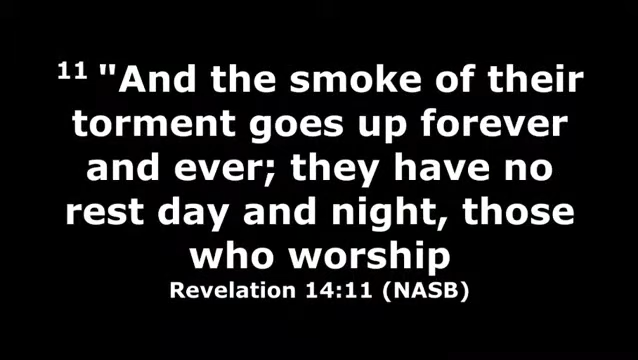 11 "And the smoke of their
torment goes up forever
and ever; they have no
rest day and night, those
who worship
Revelation 14:11 (NASB)